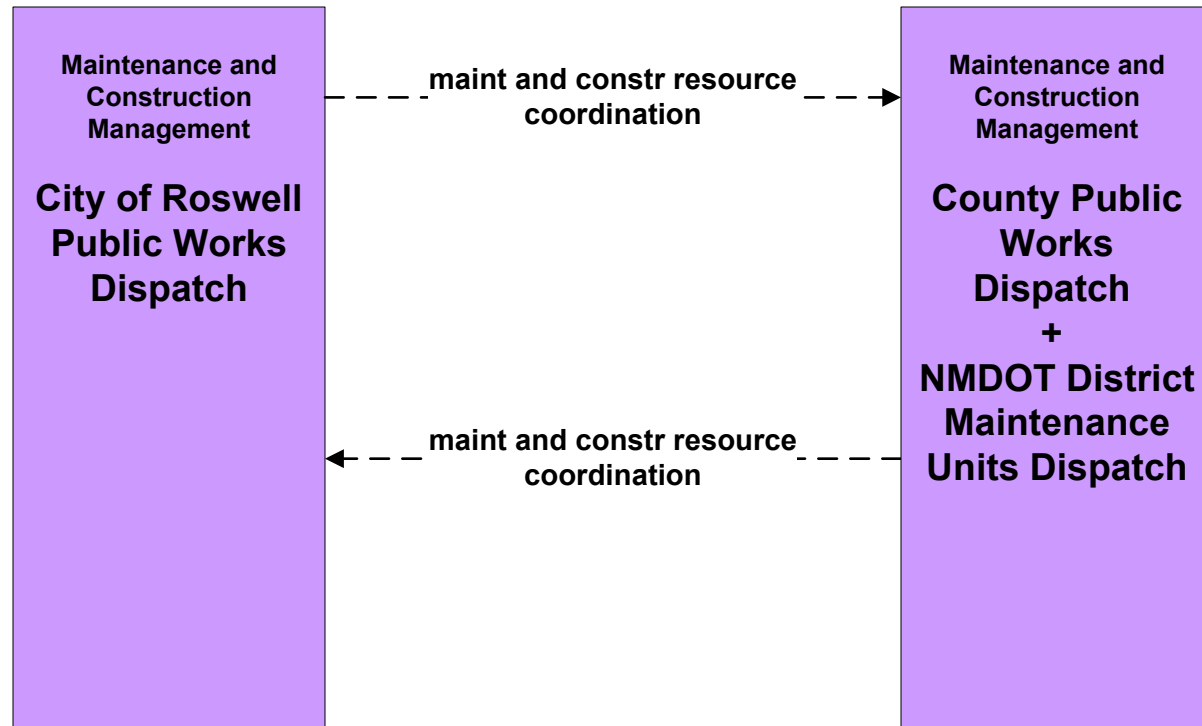 Maintenance and
Construction
Management
City of Roswell
Public Works
Dispatch
maint and constr resource
coordination
maint and constr resource
coordination
Maintenance and
Construction
Management
County Public
Works
Dispatch
+
NMDOT District
Maintenance
Units Dispatch